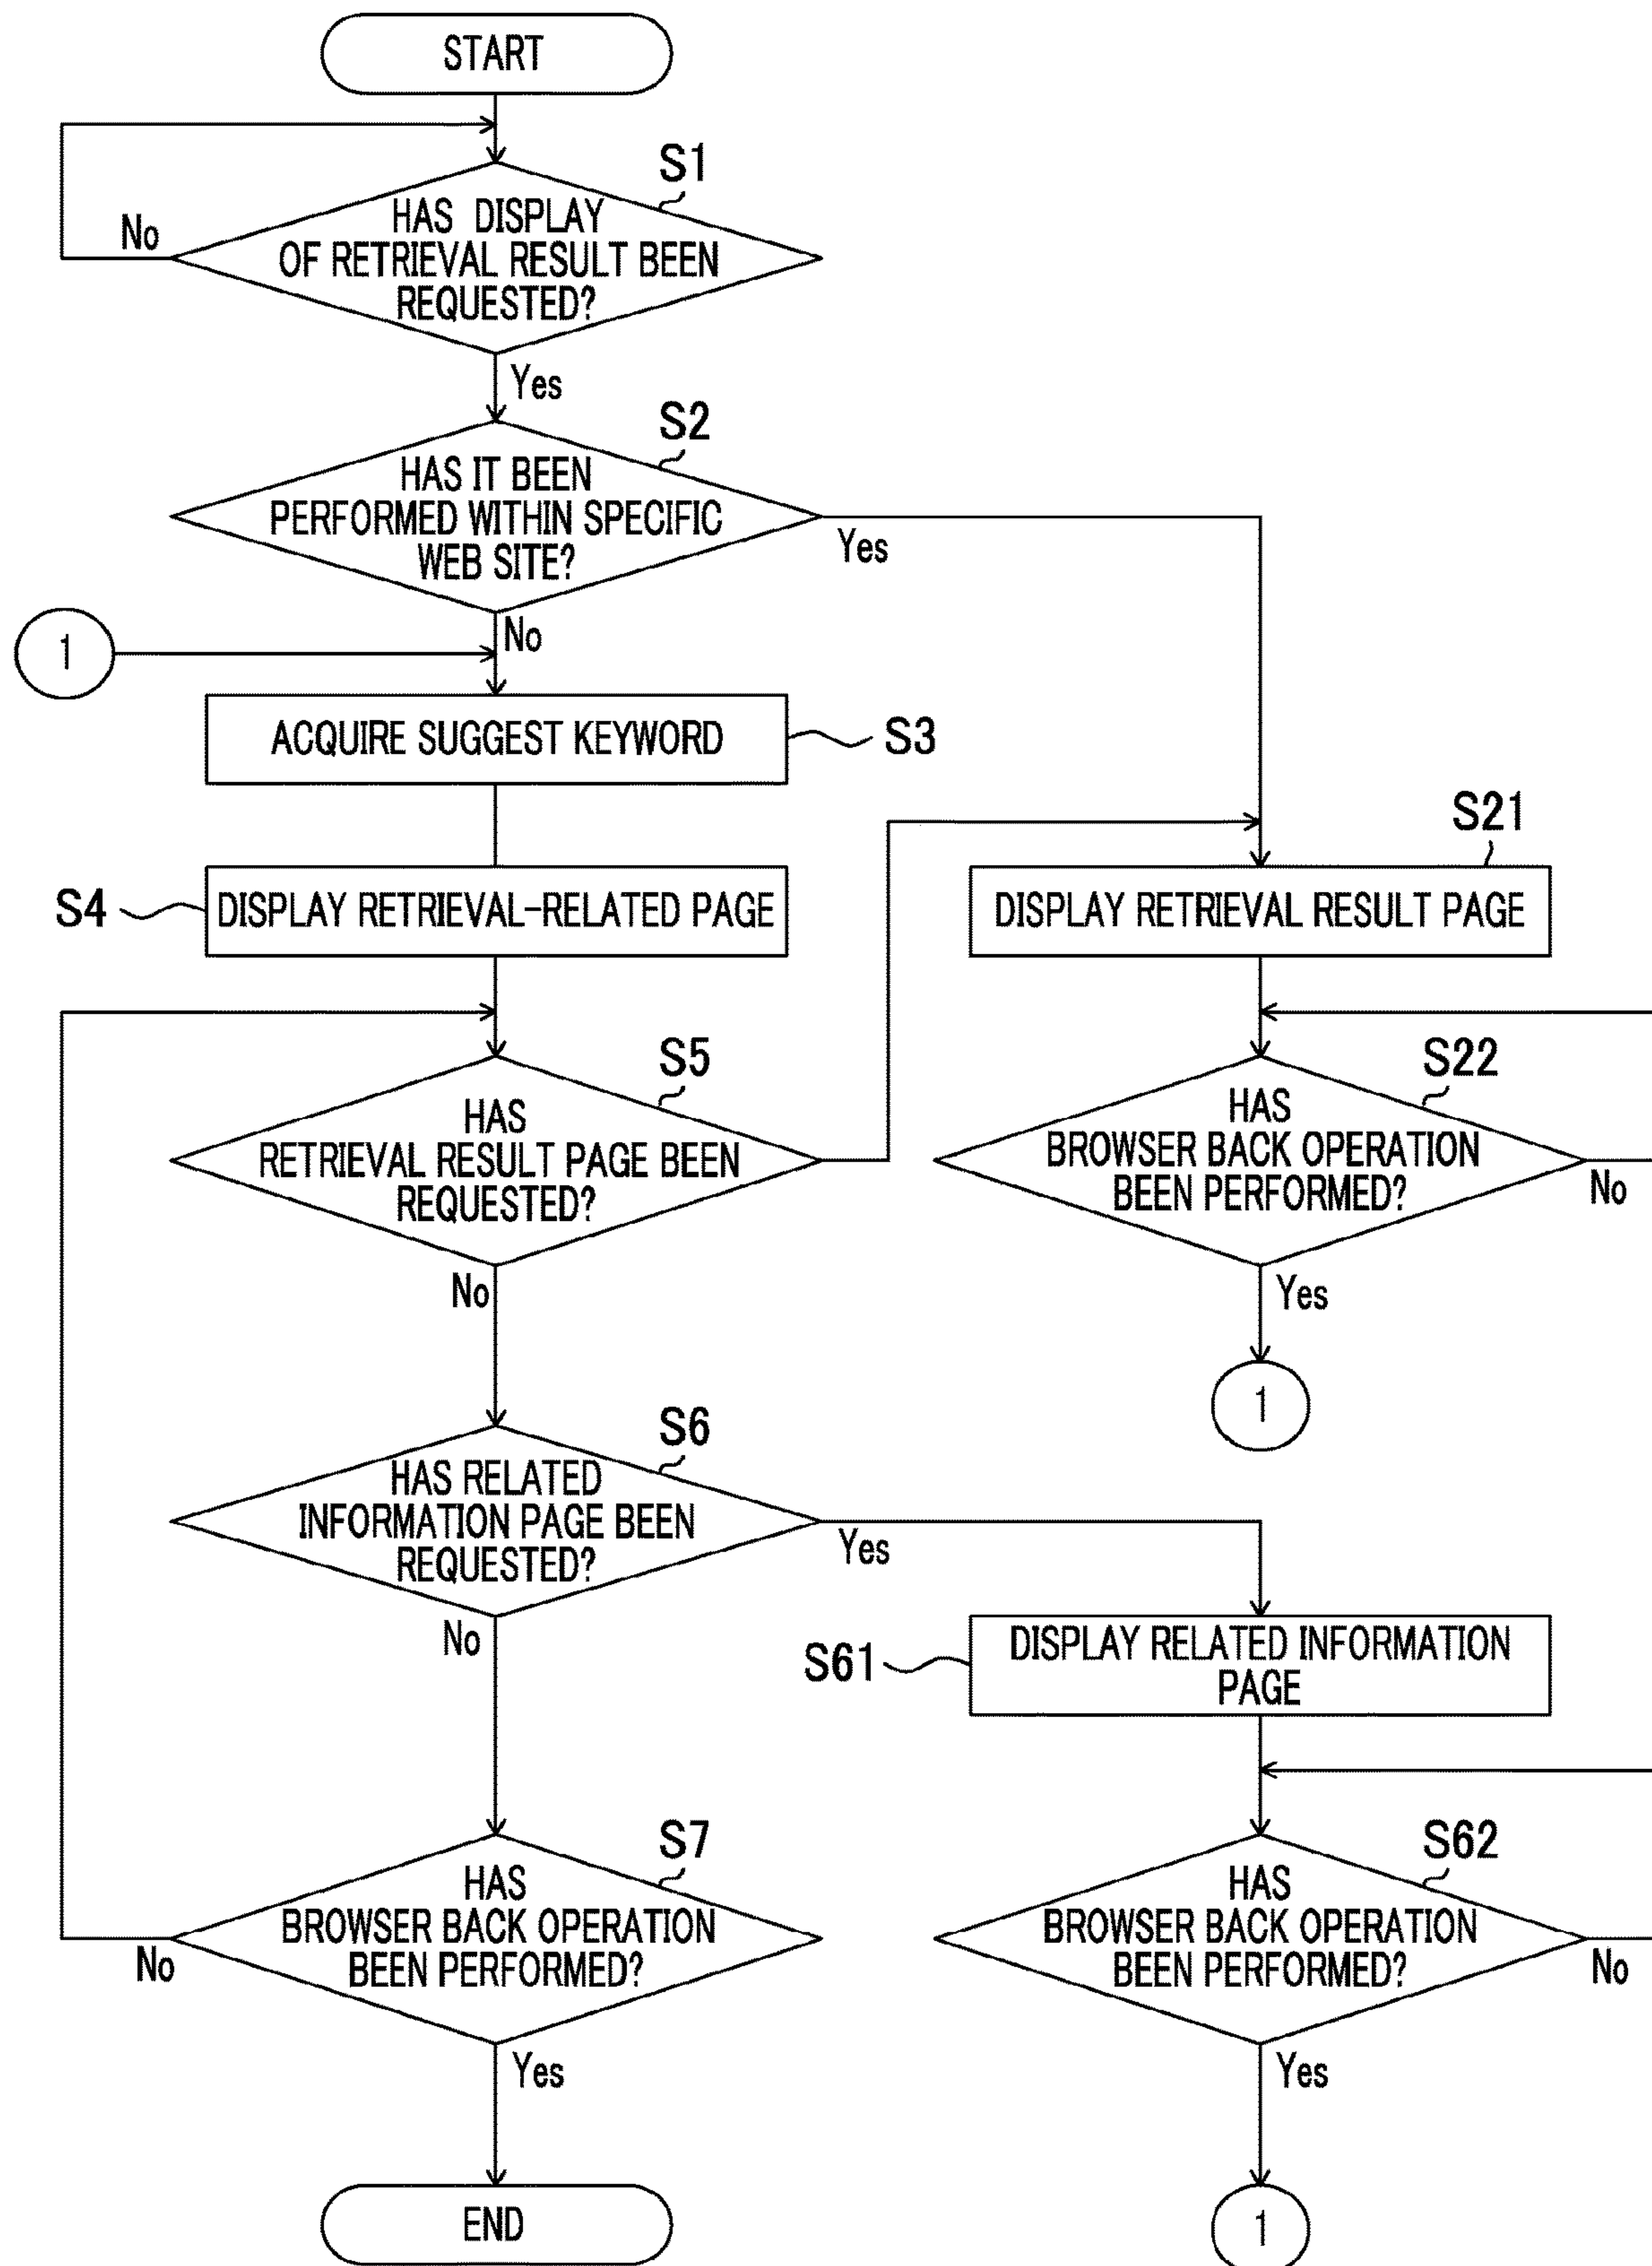 START
S1
HAS DISPLAY
OF RETRIEVAL RESULT BEEN
REQUESTED?
No
Yes
S2
HAS IT BEEN
PERFORMED WITHIN SPECIFIC
WEB SITE?
Yes
No
1
ACQUIRE SUGGEST KEYWORD
S3
S4
DISPLAY RETRIEVAL-RELATED PAGE
S21
DISPLAY RETRIEVAL RESULT PAGE
S5
HAS
RETRIEVAL RESULT PAGE BEEN
REQUESTED?
No
S22
HAS
BROWSER BACK OPERATION
BEEN PERFORMED?
No
Yes
1
S6
HAS RELATED
INFORMATION PAGE BEEN
REQUESTED?
Yes
No
S61
DISPLAY RELATED INFORMATION
PAGE
S7
HAS
BROWSER BACK OPERATION
BEEN PERFORMED?
No
Yes
S62
HAS
BROWSER BACK OPERATION
BEEN PERFORMED?
No
Yes
END
1